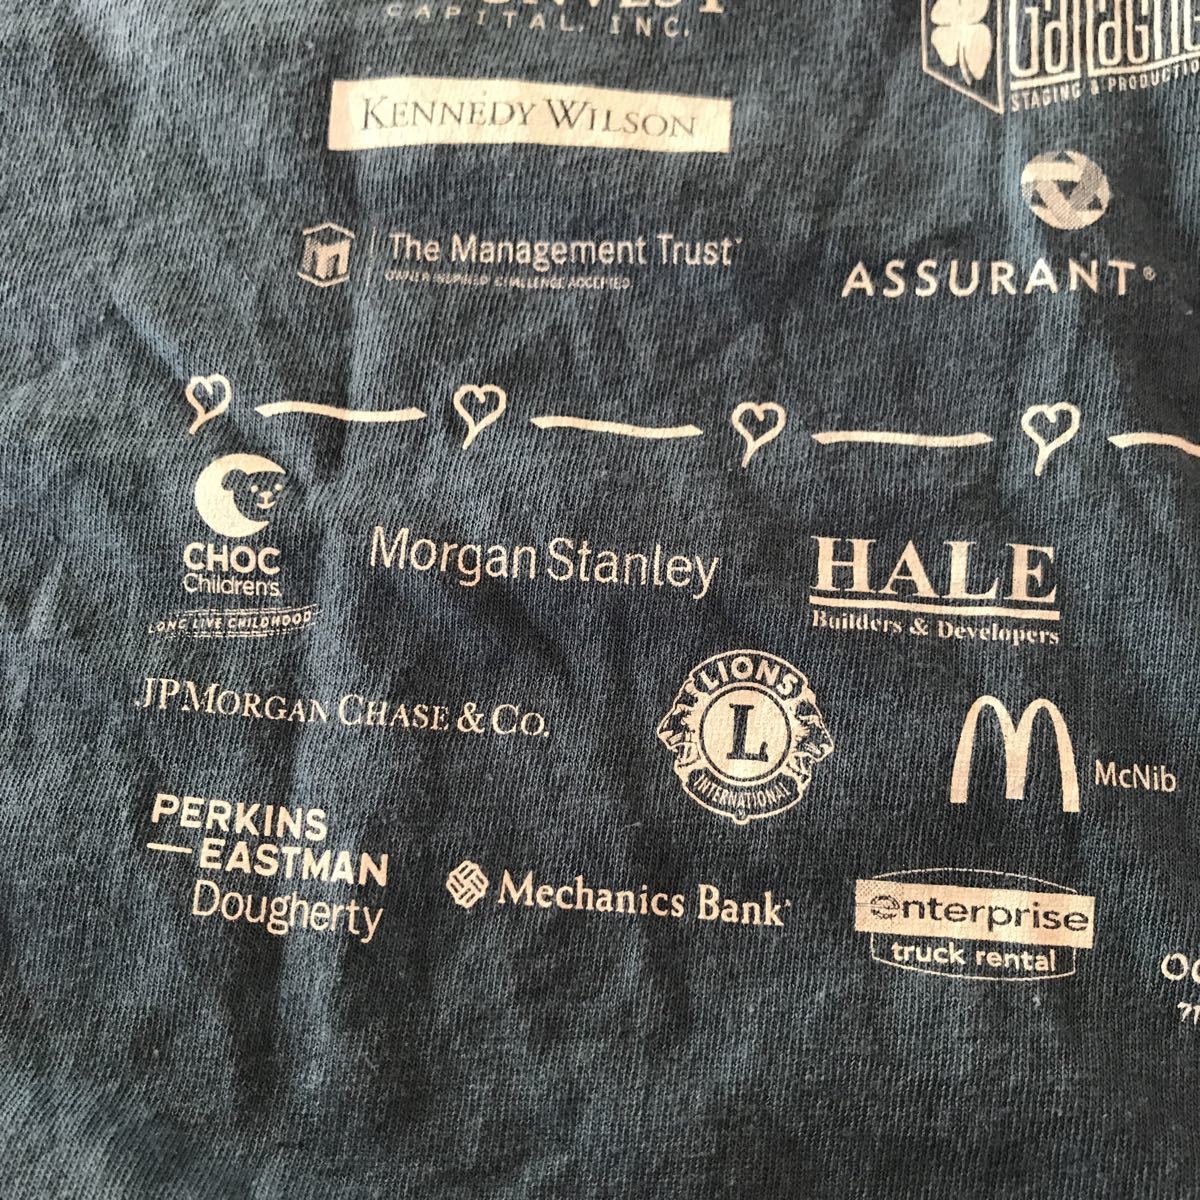 CAPITAL, INC.
STAGING & PRODUCTIO
KENNEDY WILSON
The Management Trust
ASSURANT®
CHOC
Children's
LONG LIVE CHILDHOOD
Morgan Stanley
HALE
Builders & Developers
JPMORGAN CHASE & CO.
LIONS
L
INTERNATIONAL
McNib
PERKINS
—EASTMAN
Dougherty
Mechanics Bank
enterprise
truck rental